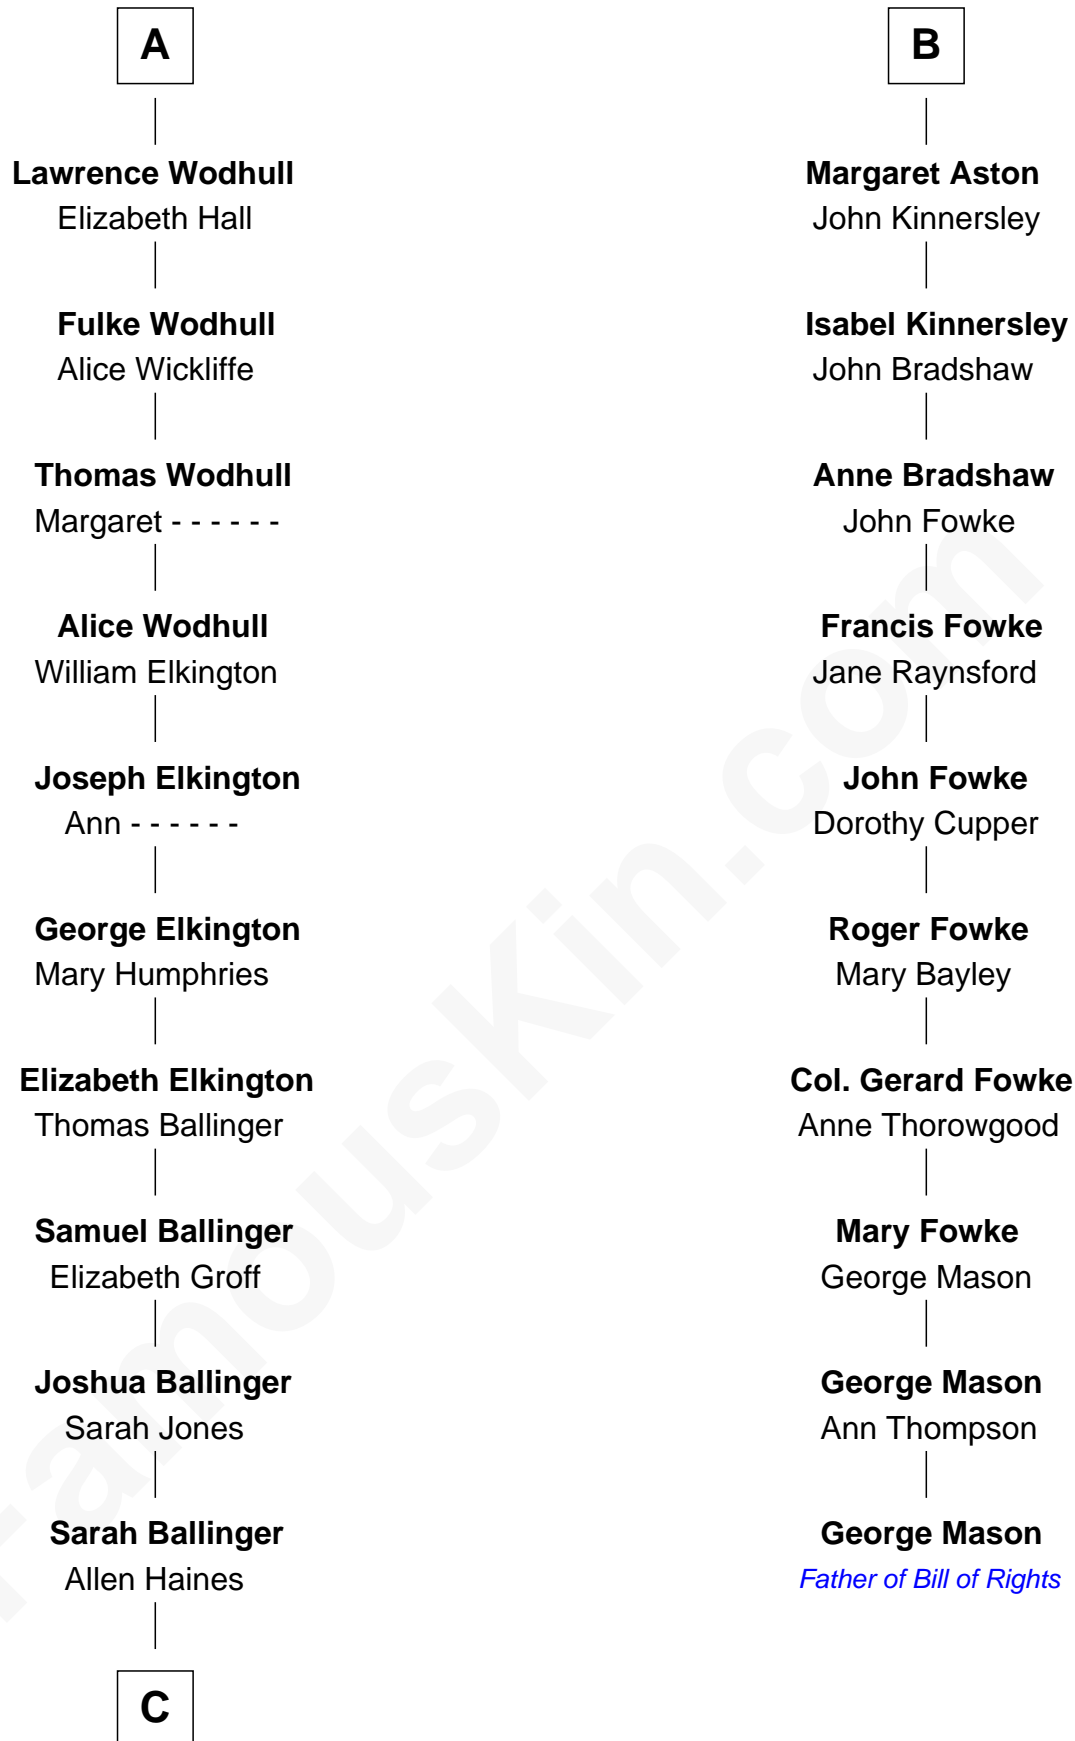 A
Lawrence Wodhull
Elizabeth Hall
Fulke Wodhull
Alice Wickliffe
Thomas Wodhull
Margaret - - - - - -
Alice Wodhull
William Elkington
Joseph Elkington
Ann - - - - - -
George Elkington
Mary Humphries
Elizabeth Elkington
Thomas Ballinger
Samuel Ballinger
Elizabeth Groff
Joshua Ballinger
Sarah Jones
Sarah Ballinger
Allen Haines
C
B
Margaret Aston
John Kinnersley
Isabel Kinnersley
John Bradshaw
Anne Bradshaw
John Fowke
Francis Fowke
Jane Raynsford
John Fowke
Dorothy Cupper
Roger Fowke
Mary Bayley
Col. Gerard Fowke
Anne Thorowgood
Mary Fowke
George Mason
George Mason
Ann Thompson
George Mason
Father of Bill of Rights
FamousKin.com